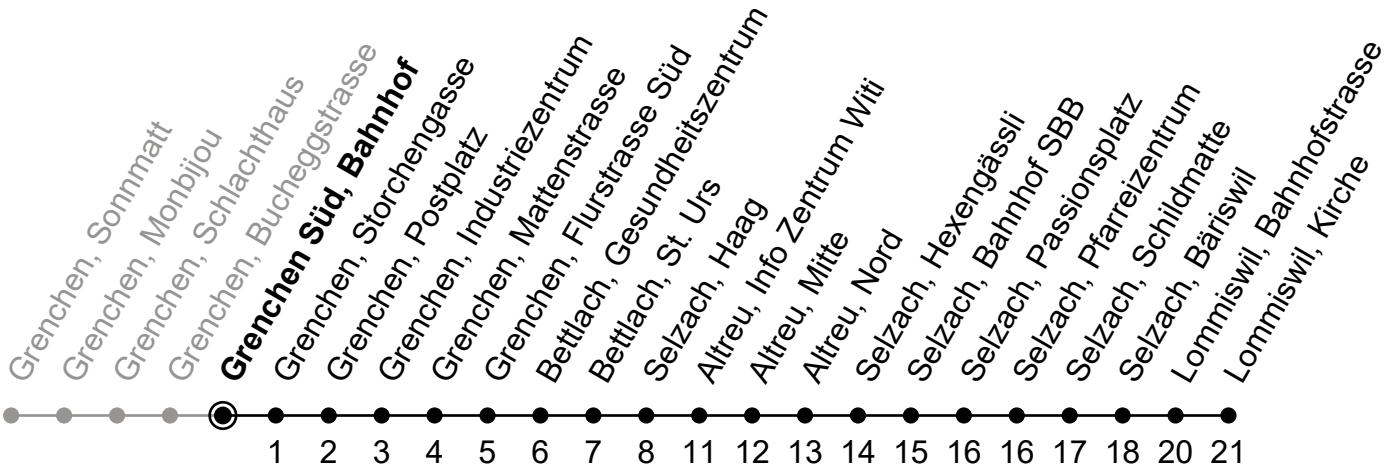 Grenchen, Sonnmatt
Grenchen, Monbijou
Grenchen, Schlachthaus
Grenchen, Bucheggstrasse
Grenchen Süd, Bahnhof
Grenchen, Storchengasse
Grenchen, Postplatz
Grenchen, Industriezentrum
Grenchen, Mattenstrasse
Grenchen, Flurstrasse Süd
Bettlach, Gesundheitszentrum
Bettlach, St. Urs
Selzach, Haag
Altreu, Info Zentrum Witi
Altreu, Mitte
Altreu, Nord
Selzach, Hexengässli
Selzach, Bahnhof SBB
Selzach, Passionsplatz
Selzach, Pfarreizentrum
Selzach, Schildmatte
Selzach, Bäriswil
Lommiswil, Bahnhofstrasse
Lommiswil, Kirche
1 2 3 4 5 6 7 8 11 12 13 14 15 16 16 17 18 20 21